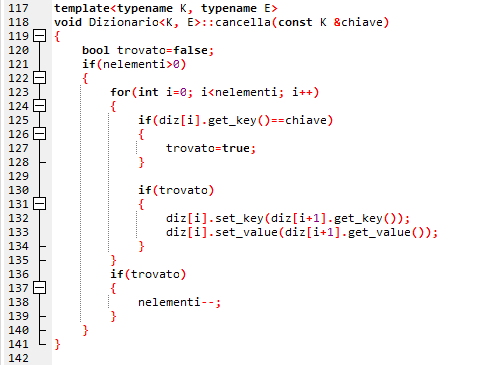 117 template<typename K, typename E>
118 void Dizionario<K, E>::cancella(const K &chiave)
119 {
120     bool trovato=false;
121     if(nelementi>0)
122     {
123         for(int i=0; i<nelementi; i++)
124         {
125             if(diz[i].get_key()==chiave)
126             {
127                 trovato=true;
128             }
129
130             if(trovato)
131             {
132                 diz[i].set_key(diz[i+1].get_key());
133                 diz[i].set_value(diz[i+1].get_value());
134             }
135         }
136         if(trovato)
137         {
138             nelementi--;
139         }
140     }
141 }
142